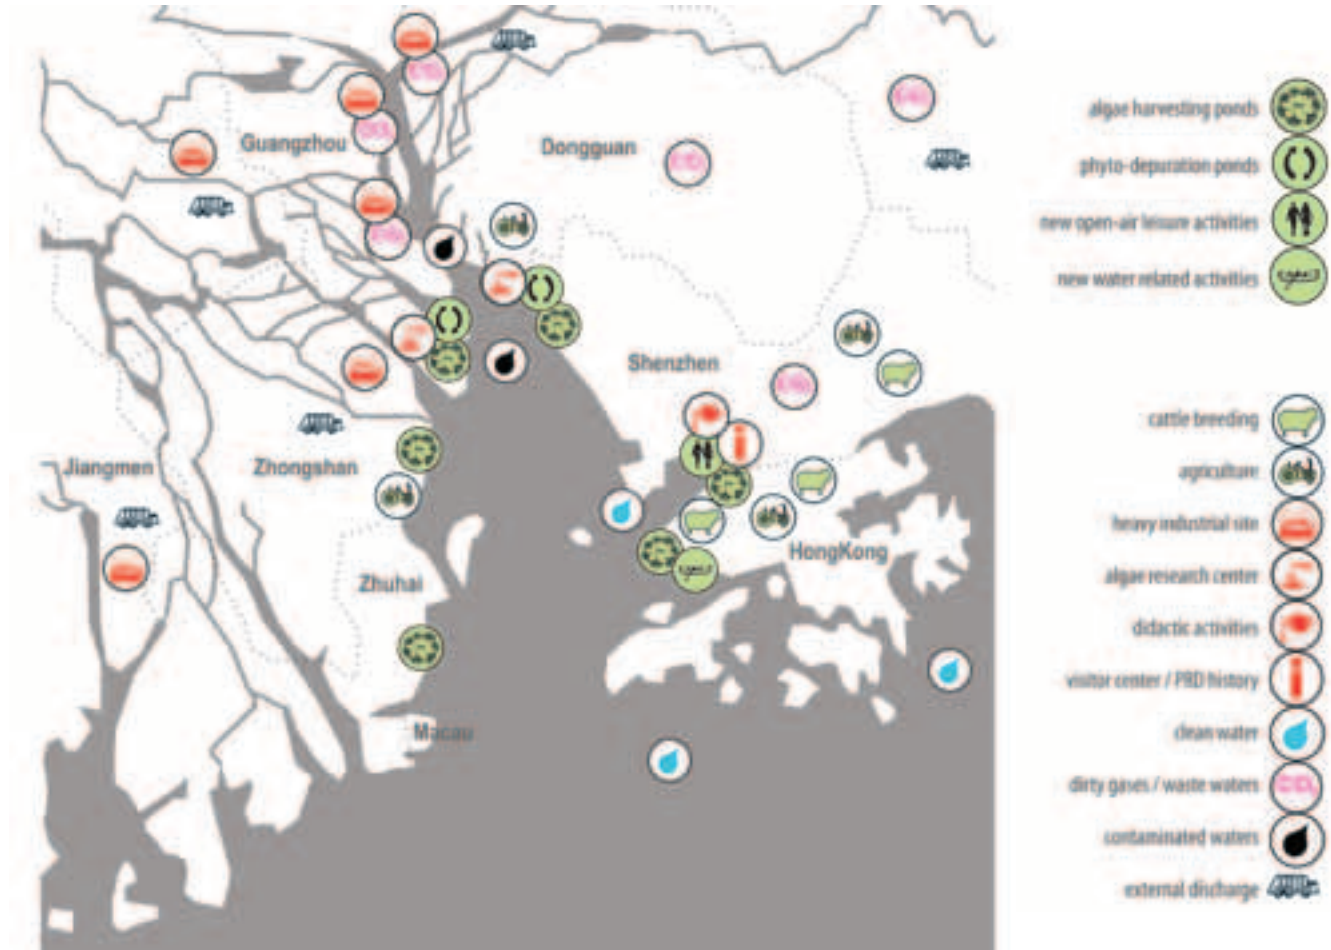 Guangzhou
Dongguan
Shenzhen
Jiangmen
Zhongshan
HongKong
Zhuhai
Macau
algae harvesting ponds
phyto-depuration ponds
new open-air leisure activities
new water related activities
cattle breeding
agriculture
heavy industrial site
algae research center
didactic activities
visitor center / PRD history
clean water
dirty gases / waste waters
contaminated waters
external discharge